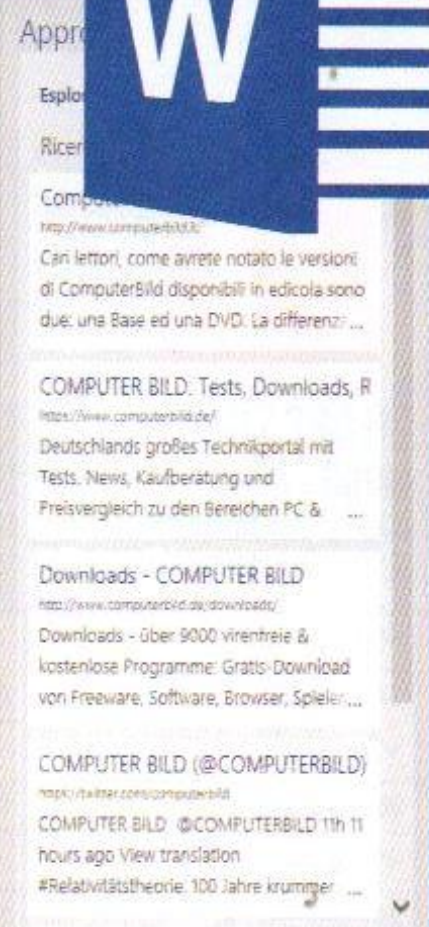 W
Appro
Esplo
Ricer
Compu
http://www.computerbild.it/
Cari lettori, come avrete notato le versioni
di ComputerBild disponibili in edicola sono
due: una Base ed una DVD. La differenza ...
COMPUTER BILD: Tests, Downloads, R
https://www.computerbild.de/
Deutschlands großes Technikportal mit
Tests, News, Kaufberatung und
Preisvergleich zu den Bereichen PC & ...
Downloads - COMPUTER BILD
http://www.computerbild.de/downloads/
Downloads - über 9000 virenfreie &
kostenlose Programme: Gratis-Download
von Freeware, Software, Browser, Spiele ...
COMPUTER BILD (@COMPUTERBILD)
https://twitter.com/computerbild
COMPUTER BILD @COMPUTERBILD 11h 11
hours ago View translation
#Relativitätstheorie. 100 Jahre krummer ...